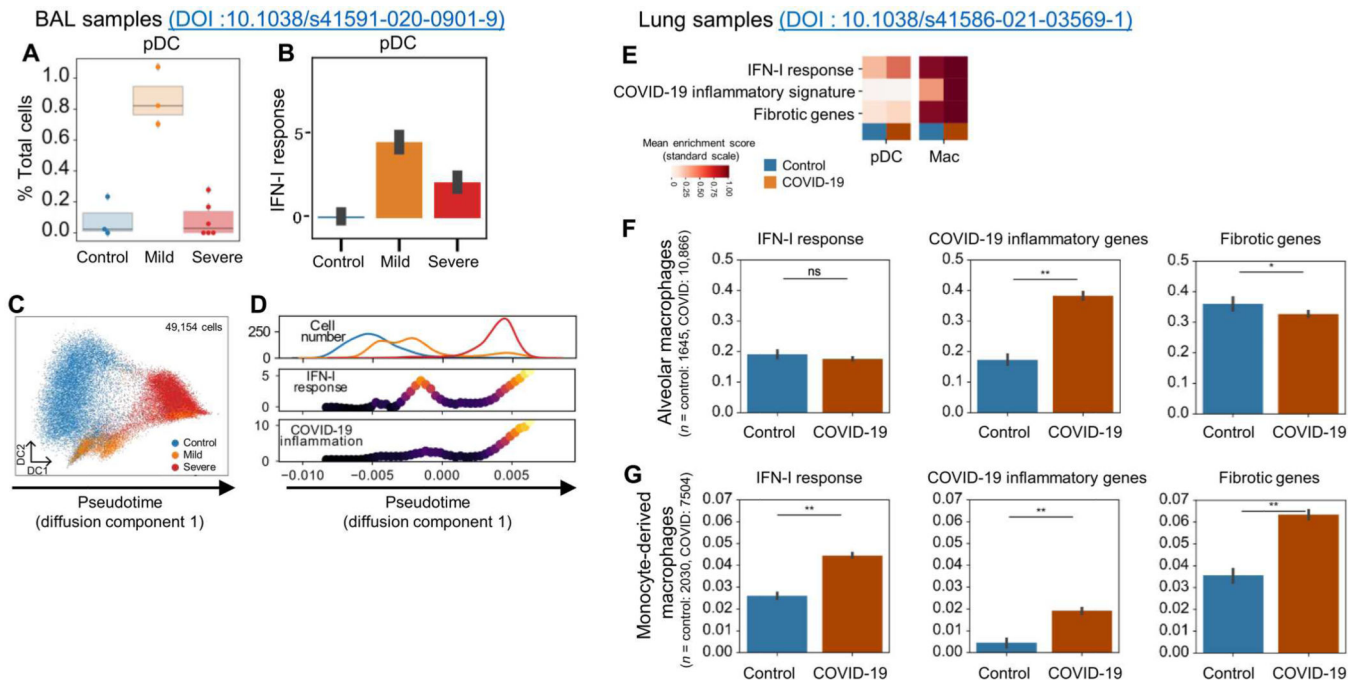 BAL samples (DOI :10.1038/s41591-020-0901-9)
A
pDC
% Total cells
1.0
0.8
0.6
0.4
0.2
0.0
Control Mild Severe
B
pDC
IFN-I response
5
0
Control Mild Severe
C
49,154 cells
DC2
DC1
Control
Mild
Severe
Pseudotime
(diffusion component 1)
D
Cell
number
250
0
IFN-I
response
5
0
COVID-19
inflammation
10
0
−0.010 −0.005 0.000 0.005
Pseudotime
(diffusion component 1)
Lung samples (DOI : 10.1038/s41586-021-03569-1)
E
IFN-I response
COVID-19 inflammatory signature
Fibrotic genes
pDC Mac
Mean enrichment score
(standard scale)
0
0.25
0.50
0.75
1.00
Control
COVID-19
F
Alveolar macrophages
(n = control: 1645, COVID: 10,866)
IFN-I response
0.5
0.4
0.3
0.2
0.1
0.0
ns
Control COVID-19
COVID-19 inflammatory genes
0.5
0.4
0.3
0.2
0.1
0.0
**
Control COVID-19
Fibrotic genes
0.5
0.4
0.3
0.2
0.1
0.0
*
Control COVID-19
G
Monocyte-derived
macrophages
(n = control: 2030, COVID: 7504)
IFN-I response
0.07
0.06
0.05
0.04
0.03
0.02
0.01
0.00
**
Control COVID-19
COVID-19 inflammatory genes
0.07
0.06
0.05
0.04
0.03
0.02
0.01
0.00
**
Control COVID-19
Fibrotic genes
0.07
0.06
0.05
0.04
0.03
0.02
0.01
0.00
**
Control COVID-19